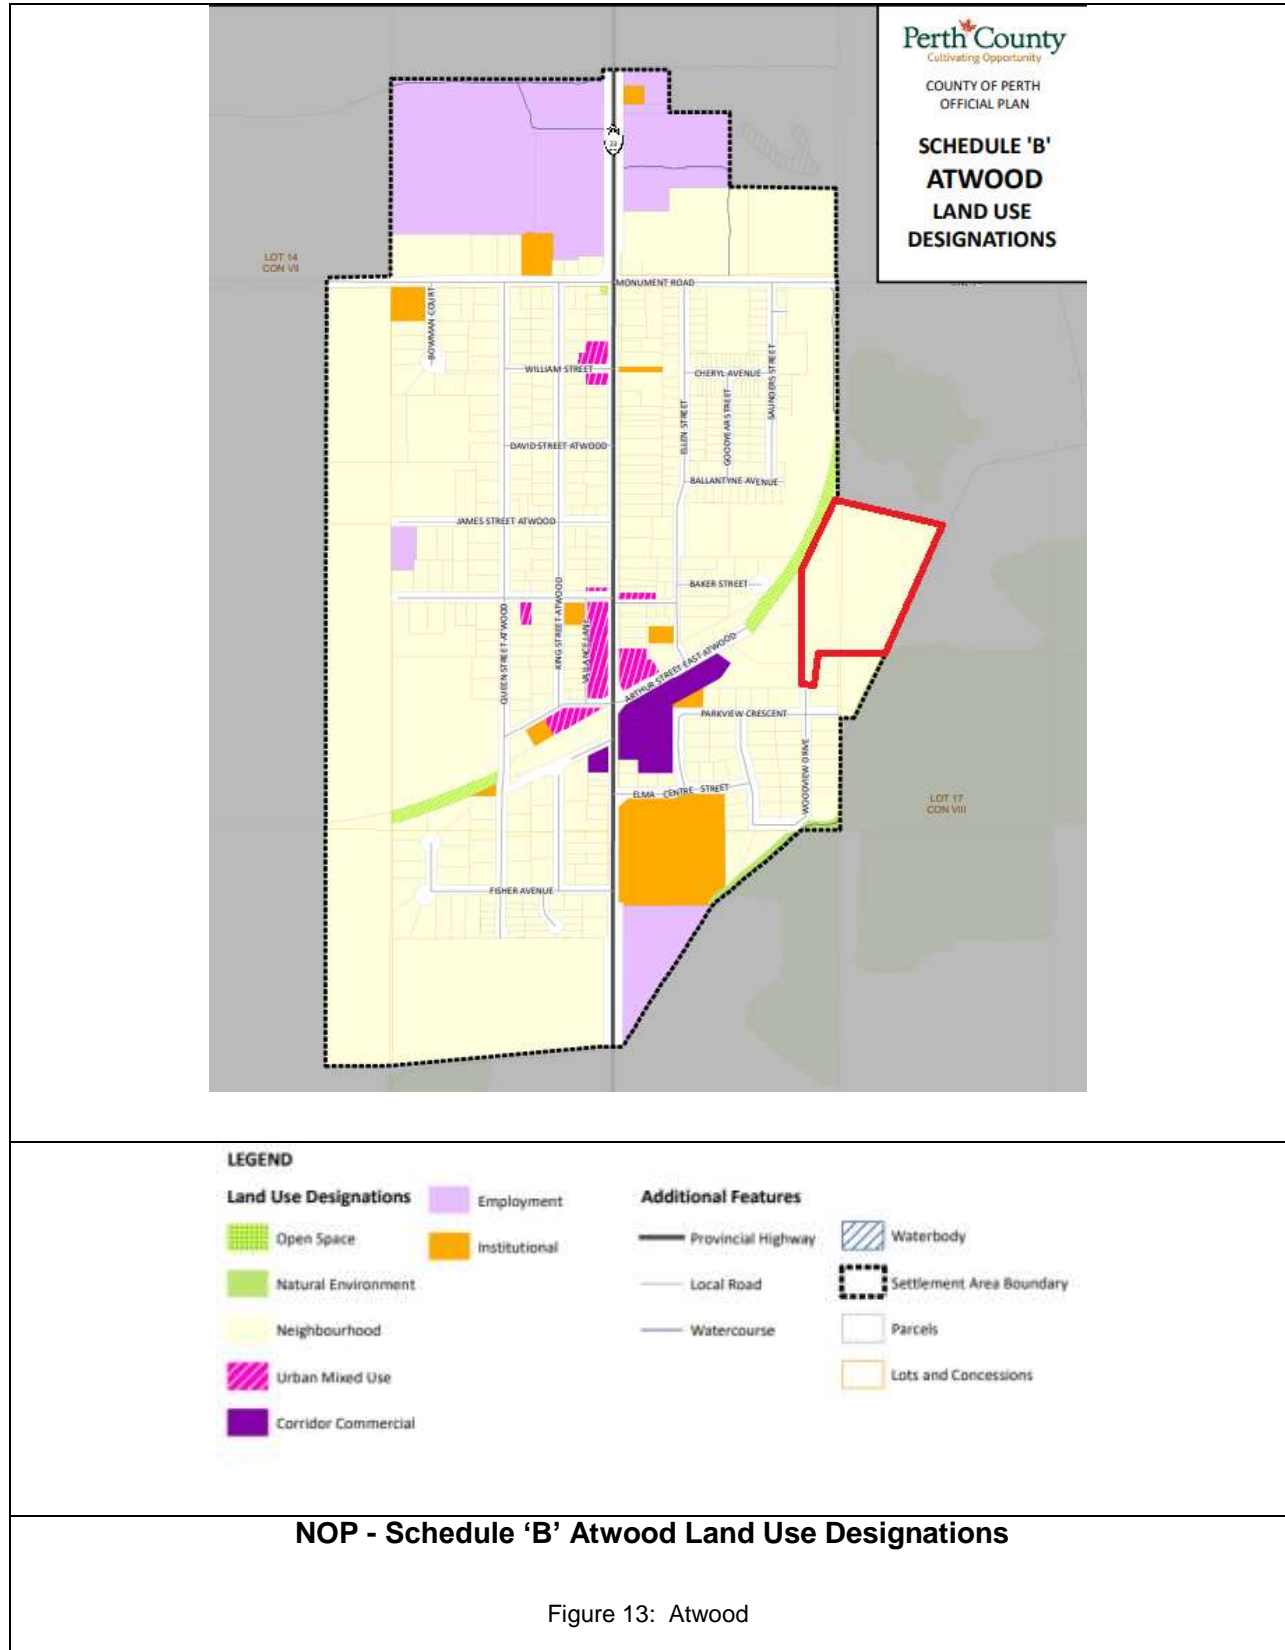 Perth County
Cultivating Opportunity
COUNTY OF PERTH
OFFICIAL PLAN
SCHEDULE 'B'
ATWOOD
LAND USE
DESIGNATIONS
LOT 14
CON VII
23
MONUMENT ROAD
BOWMAN COURT
WILLIAM STREET
CHERYL AVENUE
SAUNDERS STREET
ELLEN STREET
GOODYEAR STREET
DAVID STREET ATWOOD
BALLANTYNE AVENUE
JAMES STREET ATWOOD
BAKER STREET
QUEEN STREET ATWOOD
KING STREET ATWOOD
VALLANCE LANE
ARTHUR STREET EAST ATWOOD
PARKVIEW CRESCENT
WOODVIEW DRIVE
ELMA CENTRE STREET
LOT 17
CON VIII
FISHER AVENUE
LEGEND
Land Use Designations
Open Space
Natural Environment
Neighbourhood
Urban Mixed Use
Corridor Commercial
Employment
Institutional
Additional Features
Provincial Highway
Local Road
Watercourse
Waterbody
Settlement Area Boundary
Parcels
Lots and Concessions
NOP - Schedule ‘B’ Atwood Land Use Designations
Figure 13: Atwood